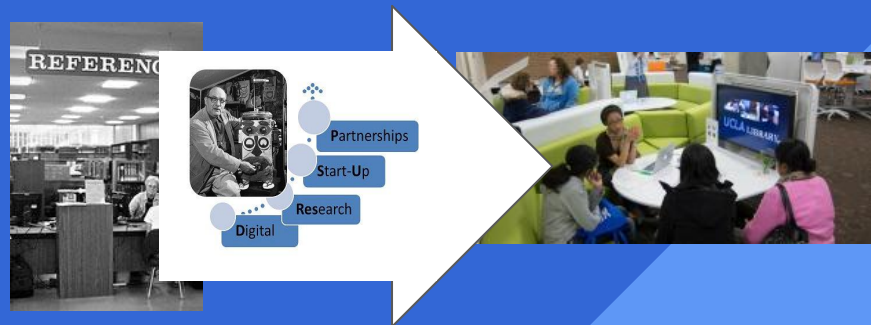 REFERENC
Partnerships
Start-Up
Research
Digital
UCLA LIBRARY